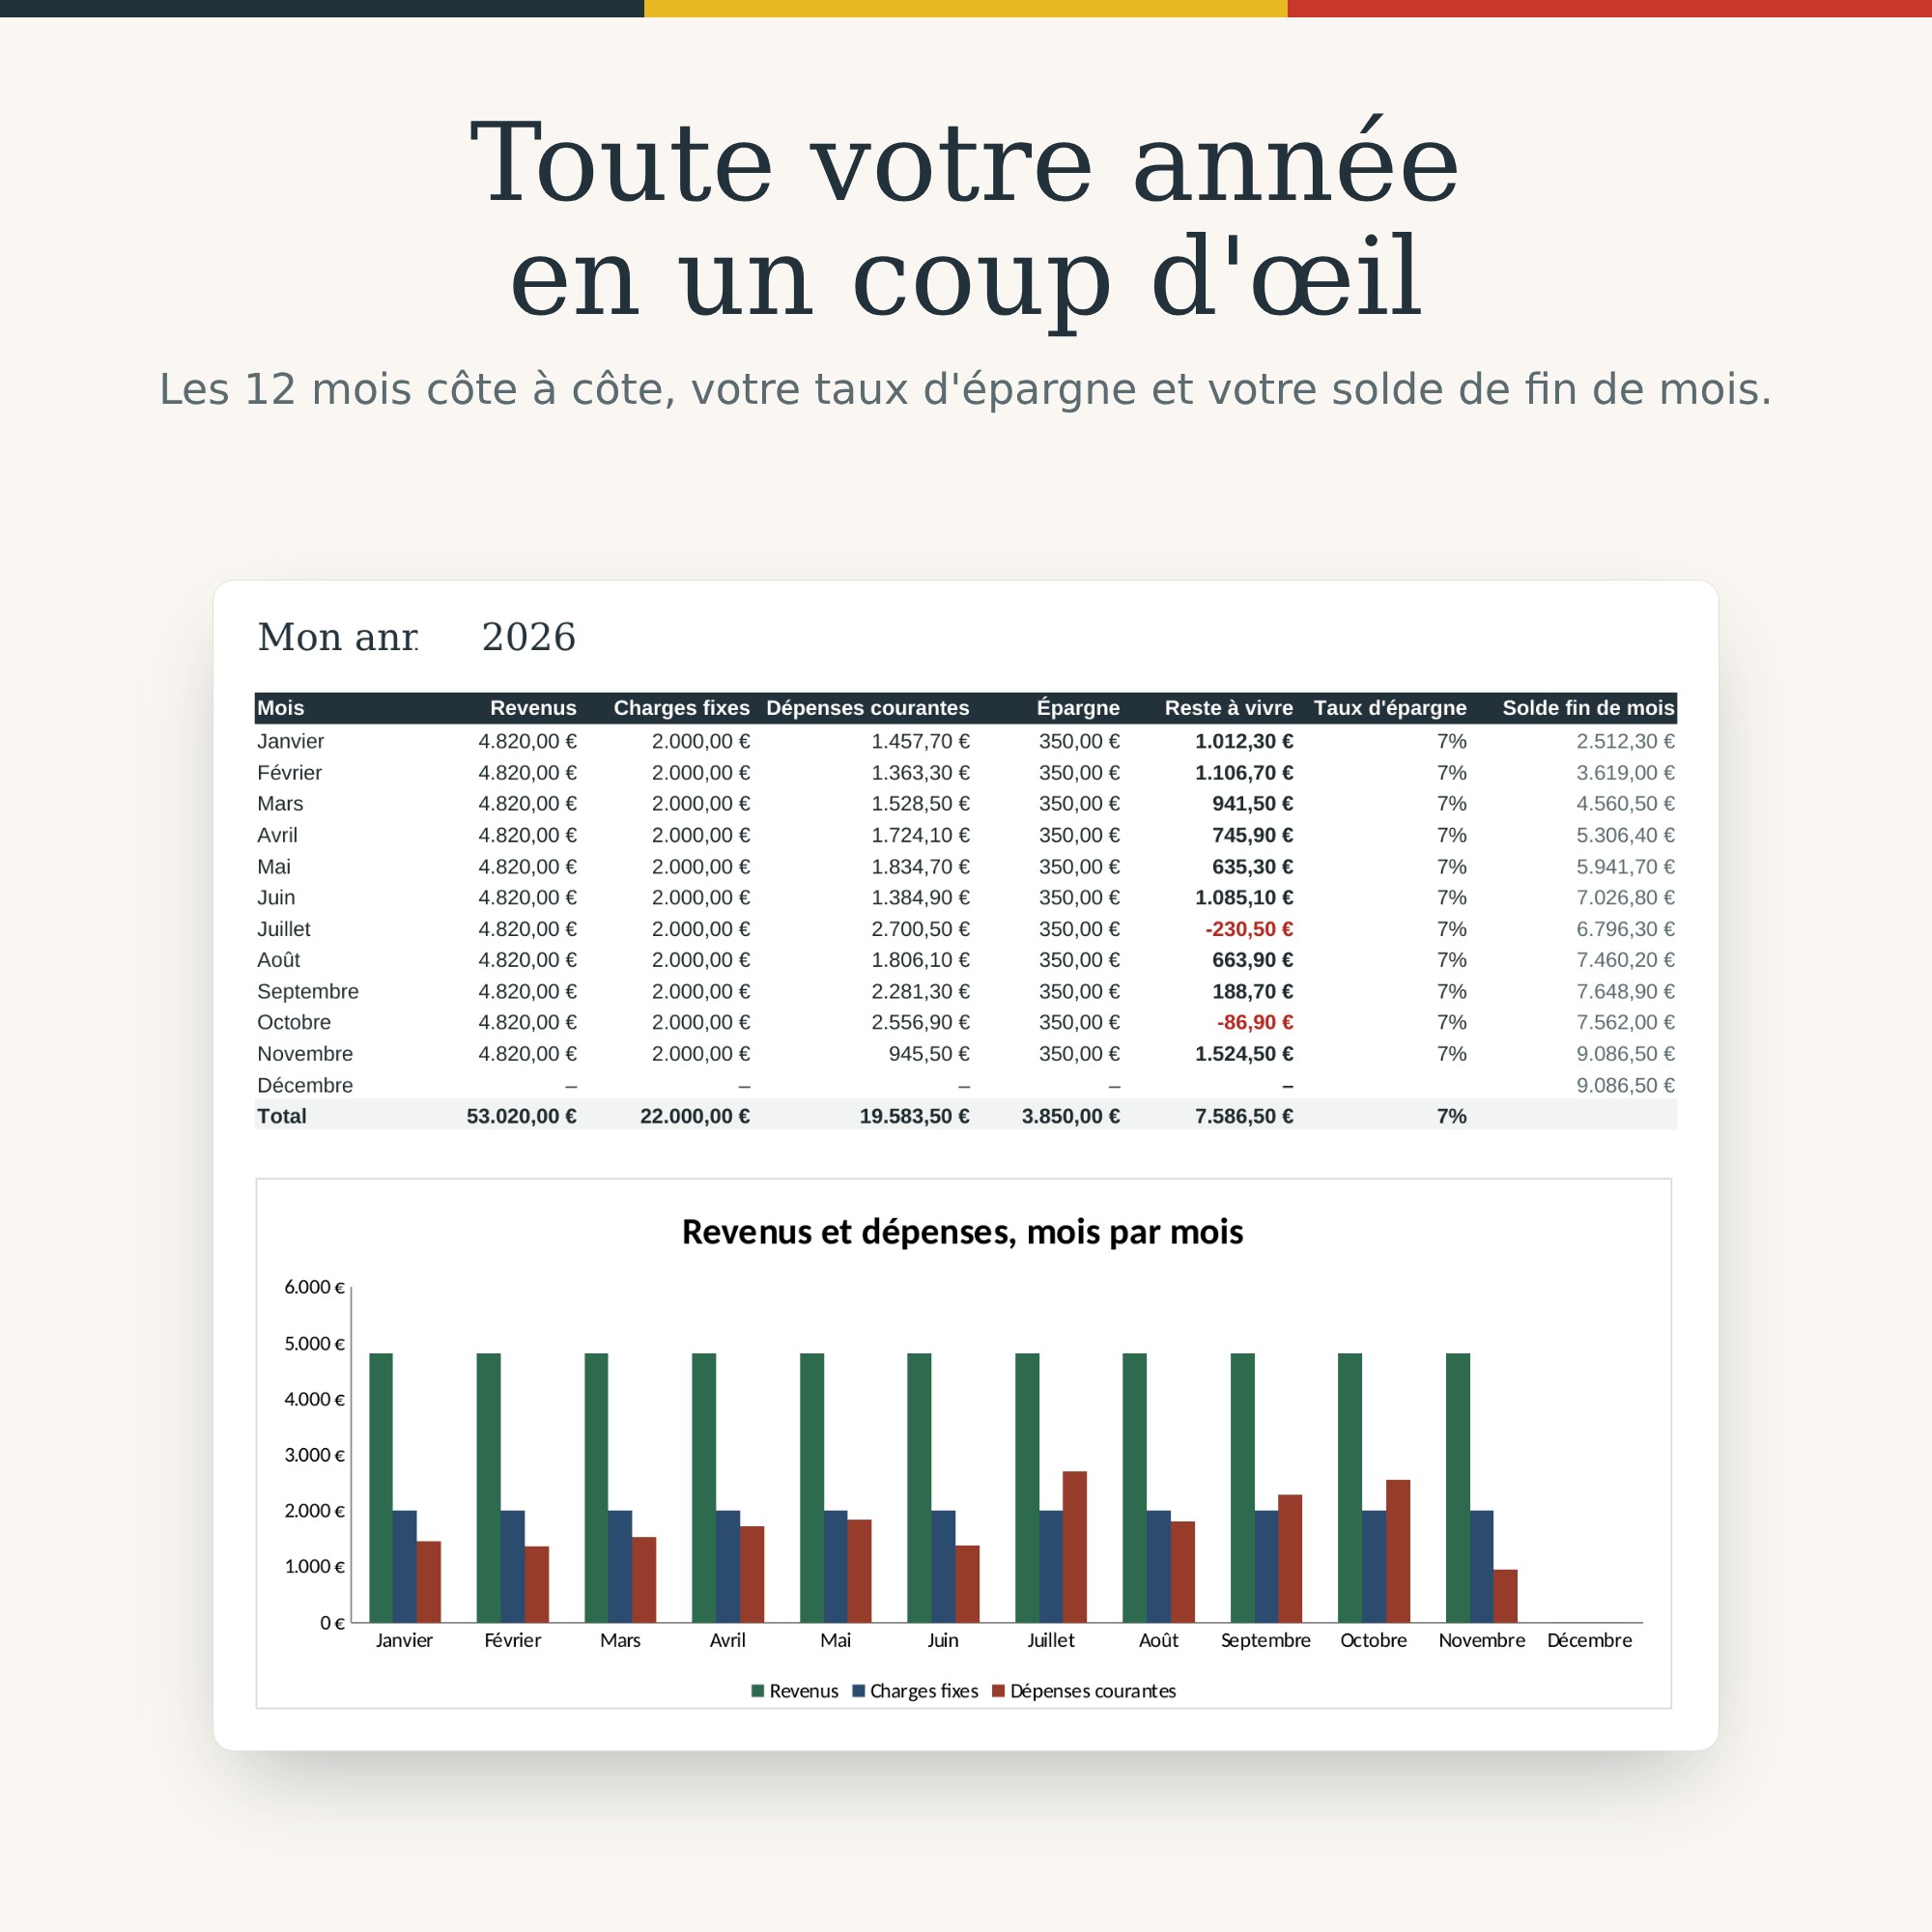 Toute votre année
en un coup d'œil
Les 12 mois côte à côte, votre taux d'épargne et votre solde de fin de mois.
Mon 2026
Mois Revenus Charges fixes Dépenses courantes Épargne Reste à vivre Taux d'épargne Solde fin de mois
Janvier 4.820,00 € 2.000,00 € 1.457,70 € 350,00 € 1.012,30 € 7% 2.512,30 €
Février 4.820,00 € 2.000,00 € 1.363,30 € 350,00 € 1.106,70 € 7% 3.619,00 €
Mars 4.820,00 € 2.000,00 € 1.528,50 € 350,00 € 941,50 € 7% 4.560,50 €
Avril 4.820,00 € 2.000,00 € 1.724,10 € 350,00 € 745,90 € 7% 5.306,40 €
Mai 4.820,00 € 2.000,00 € 1.834,70 € 350,00 € 635,30 € 7% 5.941,70 €
Juin 4.820,00 € 2.000,00 € 1.384,90 € 350,00 € 1.085,10 € 7% 7.026,80 €
Juillet 4.820,00 € 2.000,00 € 2.700,50 € 350,00 € -230,50 € 7% 6.796,30 €
Août 4.820,00 € 2.000,00 € 1.806,10 € 350,00 € 663,90 € 7% 7.460,20 €
Septembre 4.820,00 € 2.000,00 € 2.281,30 € 350,00 € 188,70 € 7% 7.648,90 €
Octobre 4.820,00 € 2.000,00 € 2.556,90 € 350,00 € -86,90 € 7% 7.562,00 €
Novembre 4.820,00 € 2.000,00 € 945,50 € 350,00 € 1.524,50 € 7% 9.086,50 €
Décembre – – – – – 9.086,50 €
Total 53.020,00 € 22.000,00 € 19.583,50 € 3.850,00 € 7.586,50 € 7%
Revenus et dépenses, mois par mois
6.000 €
5.000 €
4.000 €
3.000 €
2.000 €
1.000 €
0 €
Janvier Février Mars Avril Mai Juin Juillet Août Septembre Octobre Novembre Décembre
Revenus Charges fixes Dépenses courantes